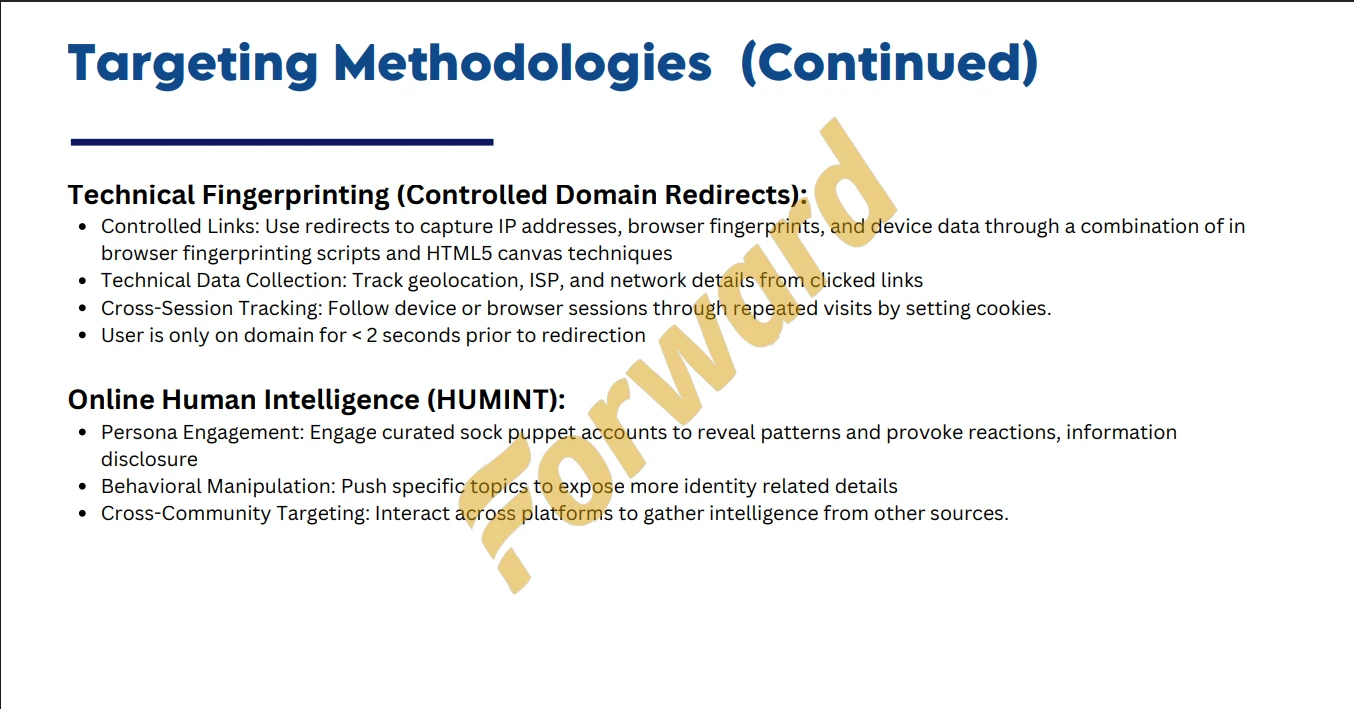 Targeting Methodologies (Continued)
Technical Fingerprinting (Controlled Domain Redirects):
• Controlled Links: Use redirects to capture IP addresses, browser fingerprints, and device data through a combination of in
browser fingerprinting scripts and HTML5 canvas techniques
• Technical Data Collection: Track geolocation, ISP, and network details from clicked links
• Cross-Session Tracking: Follow device or browser sessions through repeated visits by setting cookies.
• User is only on domain for < 2 seconds prior to redirection
Online Human Intelligence (HUMINT):
• Persona Engagement: Engage curated sock puppet accounts to reveal patterns and provoke reactions, information
disclosure
• Behavioral Manipulation: Push specific topics to expose more identity related details
• Cross-Community Targeting: Interact across platforms to gather intelligence from other sources.
Forward